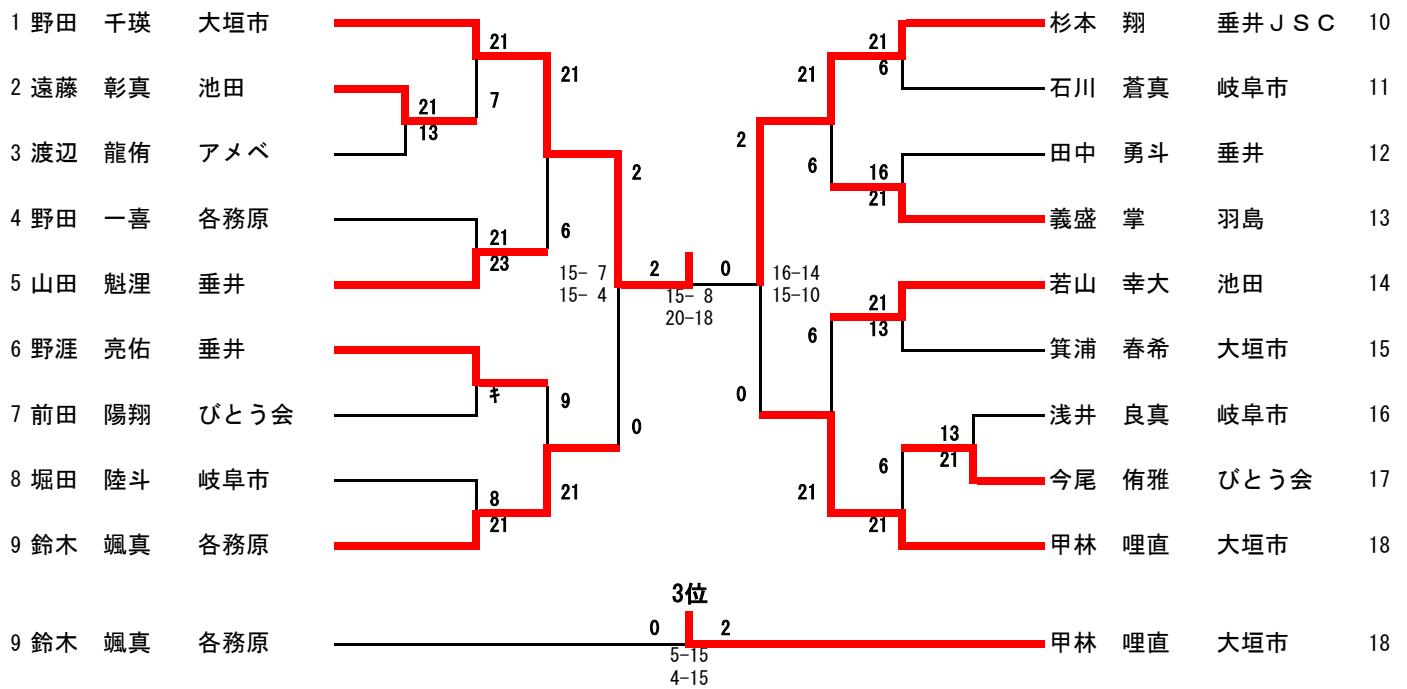 1 野田 千瑛 大垣市
21
21
2 遠藤 彰真 池田
21
7
13
3 渡辺 龍侑 アメベ
2
4 野田 一喜 各務原
21
6
23
5 山田 魁浬 垂井
15- 7
15- 4
2
0
15- 8
20-18
6 野涯 亮佑 垂井
キ
9
7 前田 陽翔 びとう会
0
8 堀田 陸斗 岐阜市
8
21
21
9 鈴木 颯真 各務原
21
杉本 翔 垂井JSC 10
21
6
石川 蒼真 岐阜市 11
2
田中 勇斗 垂井 12
6
16
21
義盛 掌 羽島 13
16-14
15-10
若山 幸大 池田 14
21
6
13
箕浦 春希 大垣市 15
0
浅井 良真 岐阜市 16
13
6
21
今尾 侑雅 びとう会 17
21
21
甲林 哩直 大垣市 18
3位
9 鈴木 颯真 各務原
0
2
甲林 哩直 大垣市 18
5-15
4-15